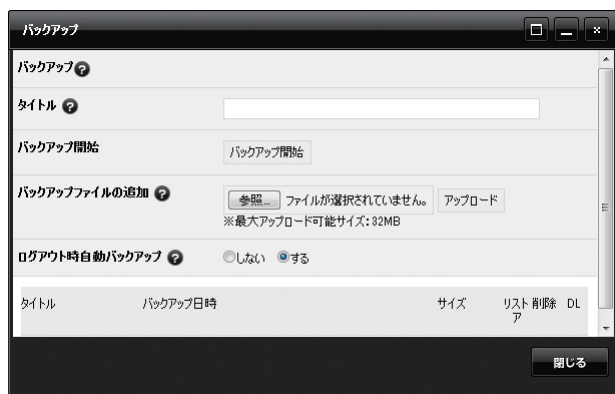 バックアップ
バックアップ
タイトル
バックアップ開始 バックアップ開始
バックアップファイルの追加 参照... ファイルが選択されていません。 アップロード
※最大アップロード可能サイズ：32MB
ログアウト時自動バックアップ しない する
タイトル バックアップ日時 サイズ リストア 削除 DL
閉じる